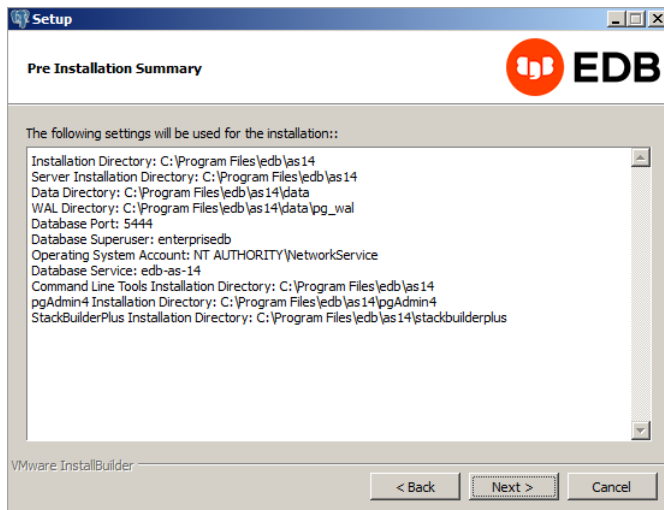 Setup
Pre Installation Summary
EDB
The following settings will be used for the installation::
Installation Directory: C:\Program Files\edb\as14
Server Installation Directory: C:\Program Files\edb\as14
Data Directory: C:\Program Files\edb\as14\data
WAL Directory: C:\Program Files\edb\as14\data\pg_wal
Database Port: 5444
Database Superuser: enterprisedb
Operating System Account: NT AUTHORITY\NetworkService
Database Service: edb-as-14
Command Line Tools Installation Directory: C:\Program Files\edb\as14
pgAdmin4 Installation Directory: C:\Program Files\edb\as14\pgAdmin4
StackBuilderPlus Installation Directory: C:\Program Files\edb\as14\stackbuilderplus
VMware InstallBuilder
< Back
Next >
Cancel